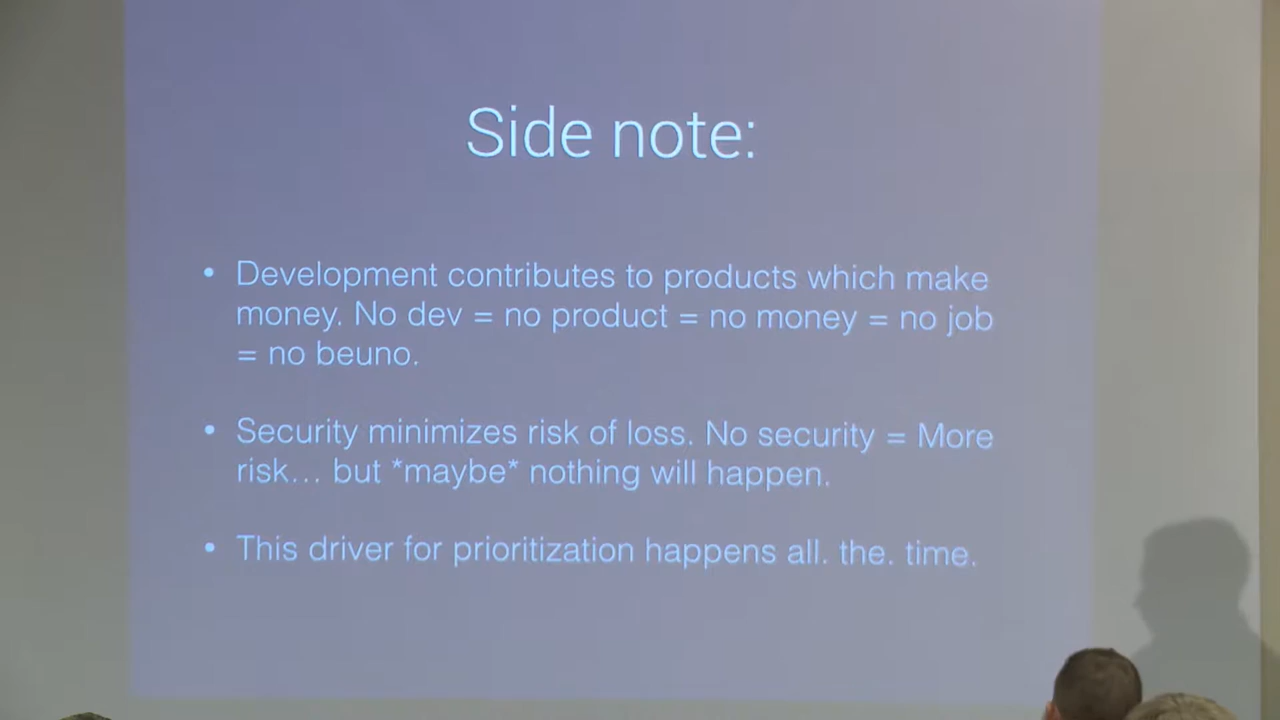 Side note:
• Development contributes to products which make
money. No dev = no product = no money = no job
= no beuno.
• Security minimizes risk of loss. No security = More
risk... but *maybe* nothing will happen.
• This driver for prioritization happens all. the. time.